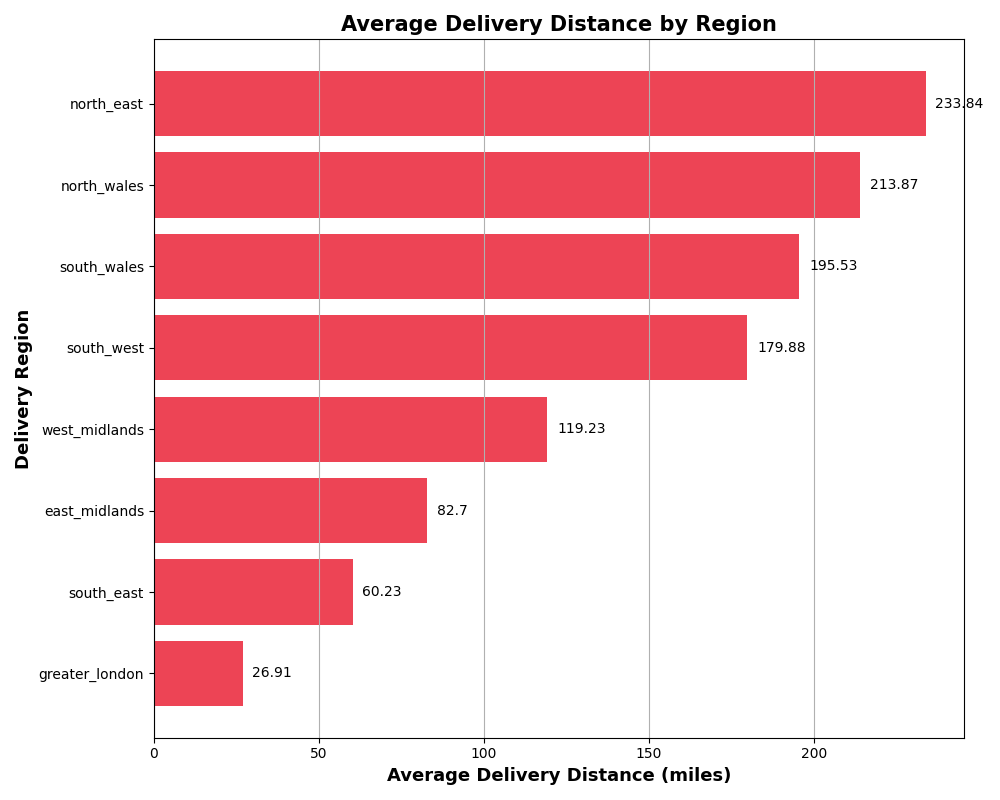 Average Delivery Distance by Region
Delivery Region
north_east 233.84
north_wales 213.87
south_wales 195.53
south_west 179.88
west_midlands 119.23
east_midlands 82.7
south_east 60.23
greater_london 26.91
0 50 100 150 200
Average Delivery Distance (miles)